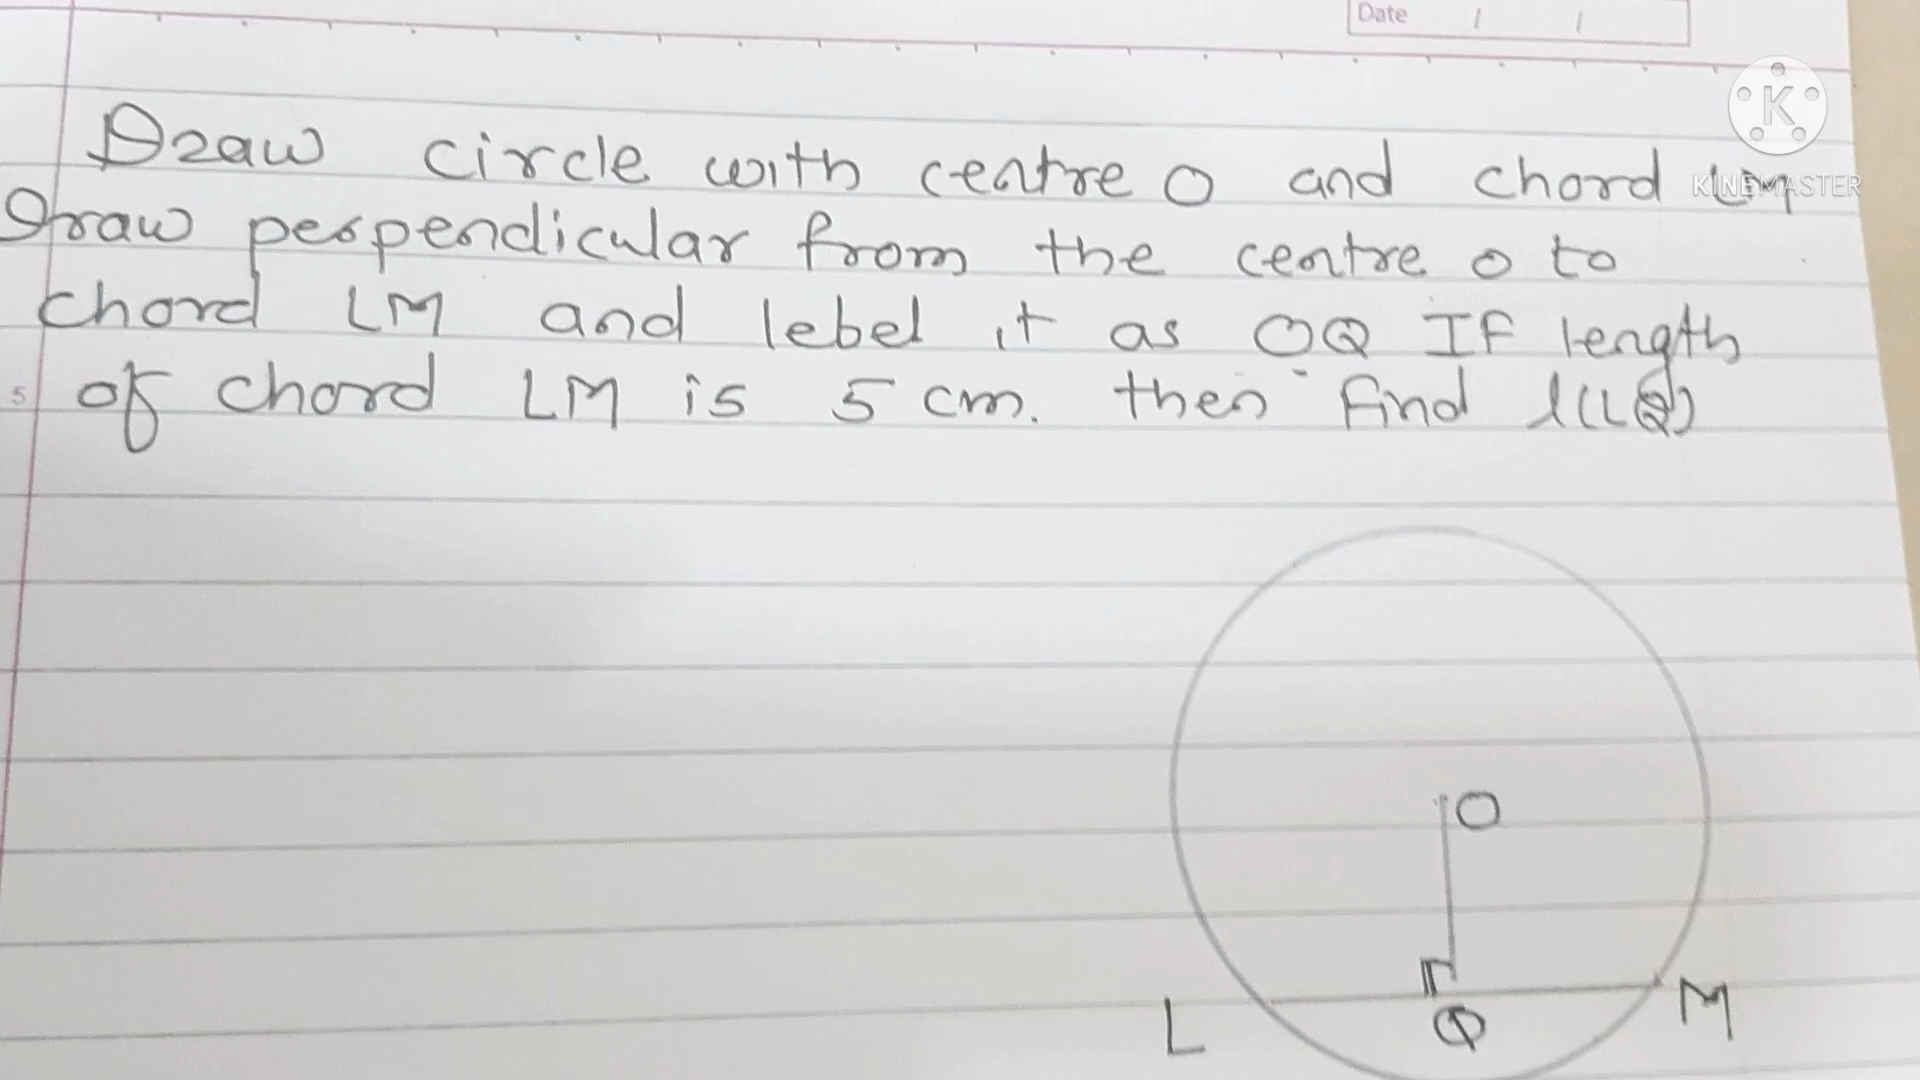 Date / /
K
KINEMASTER
Draw circle with centre O and chord LM
Draw perpendicular from the centre O to
chord LM and lebel it as OQ IF length
5 of chord LM is 5 cm. then find l(LQ)
O
L Q M